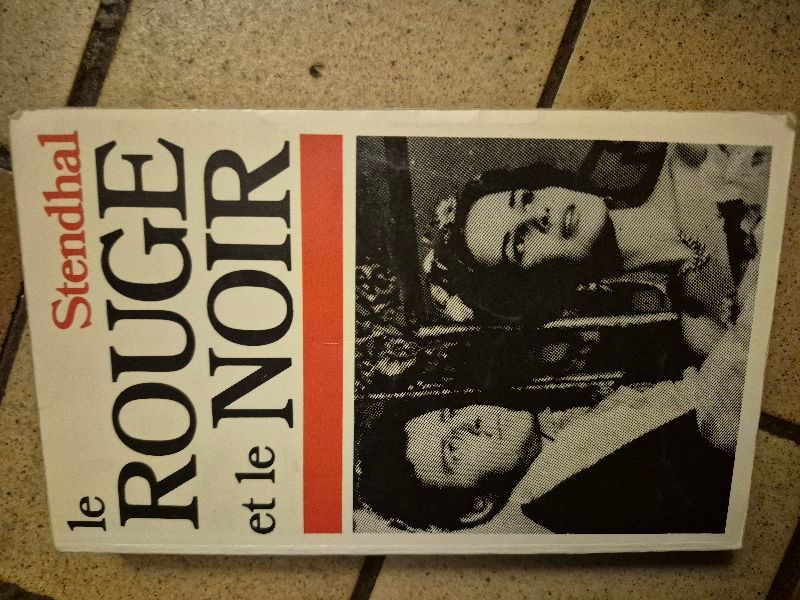 Stendhal
le
ROUGE
et le NOIR